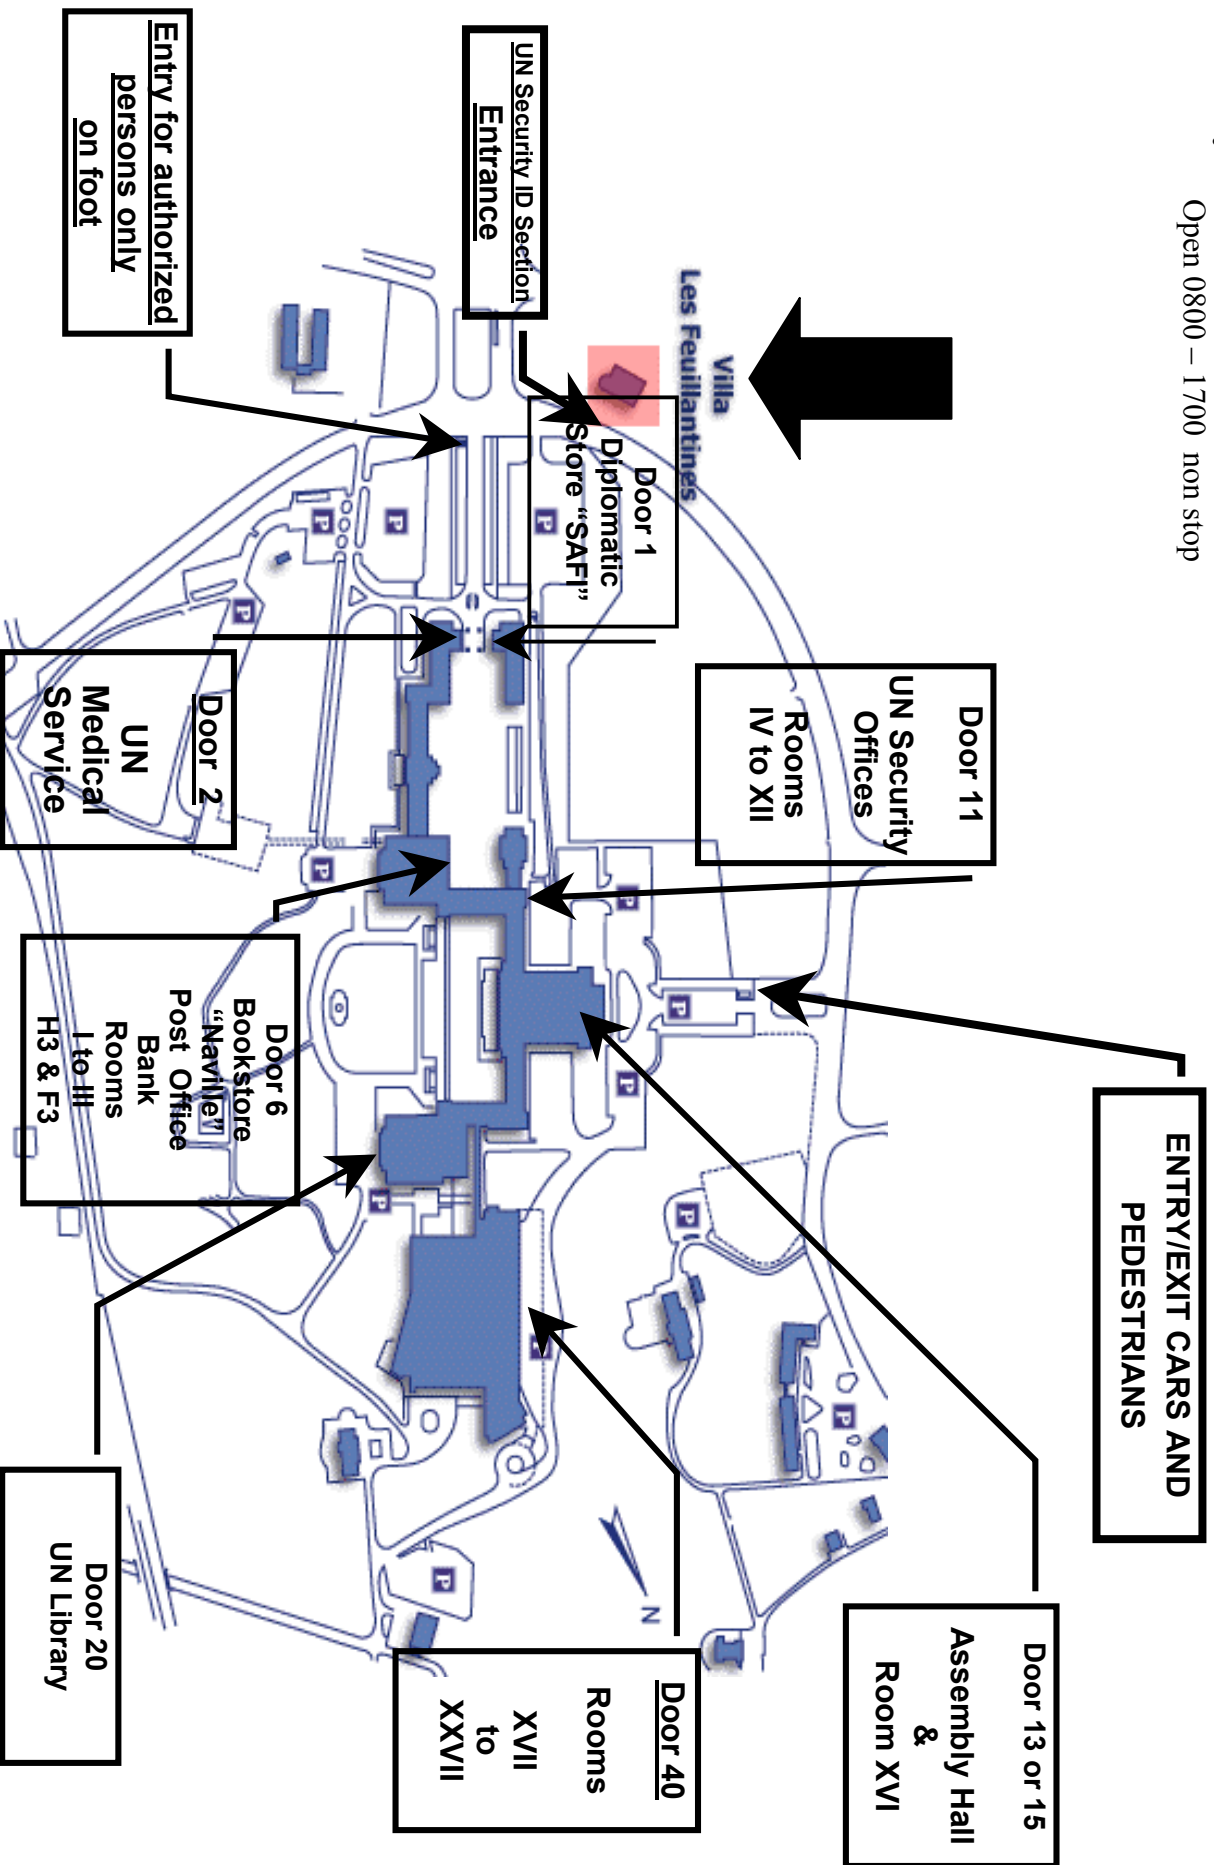 Open 0800 – 1700 non stop
ENTRY/EXIT CARS AND
PEDESTRIANS
Villa
Les Feuillantines
UN Security ID Section
Entrance
Entry for authorized
persons only
on foot
Door 1
Diplomatic
Store “SAFI”
Door 11
UN Security
Offices
Rooms
IV to XII
Door 2
UN
Medical
Service
Door 6
Bookstore
“Naville”
Post Office
Bank
Rooms
I to III
H3 & F3
Door 13 or 15
Assembly Hall
&
Room XVI
Door 40
Rooms
XVII
to
XXVII
Door 20
UN Library
N
P
P
P
P
P
P
P
P
P
P
P
P
P